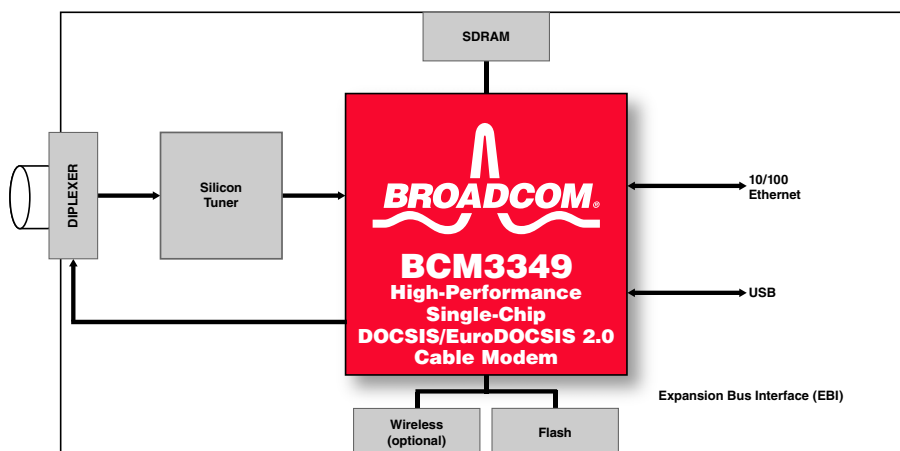 SDRAM
DIPLEXER
Silicon
Tuner
BROADCOM®
BCM3349
High-Performance
Single-Chip
DOCSIS/EuroDOCSIS 2.0
Cable Modem
10/100
Ethernet
USB
Expansion Bus Interface (EBI)
Wireless
(optional)
Flash